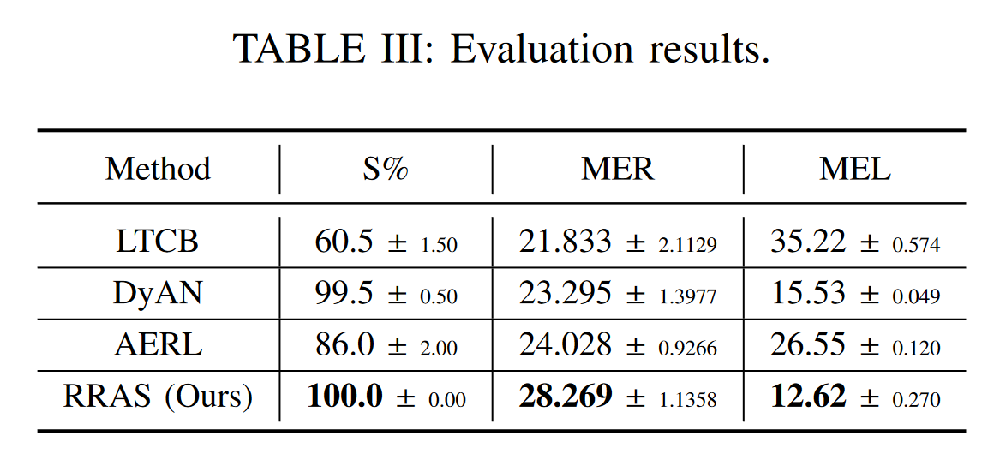 TABLE III: Evaluation results.
Method S% MER MEL
LTCB 60.5 ± 1.50 21.833 ± 2.1129 35.22 ± 0.574
DyAN 99.5 ± 0.50 23.295 ± 1.3977 15.53 ± 0.049
AERL 86.0 ± 2.00 24.028 ± 0.9266 26.55 ± 0.120
RRAS (Ours) 100.0 ± 0.00 28.269 ± 1.1358 12.62 ± 0.270